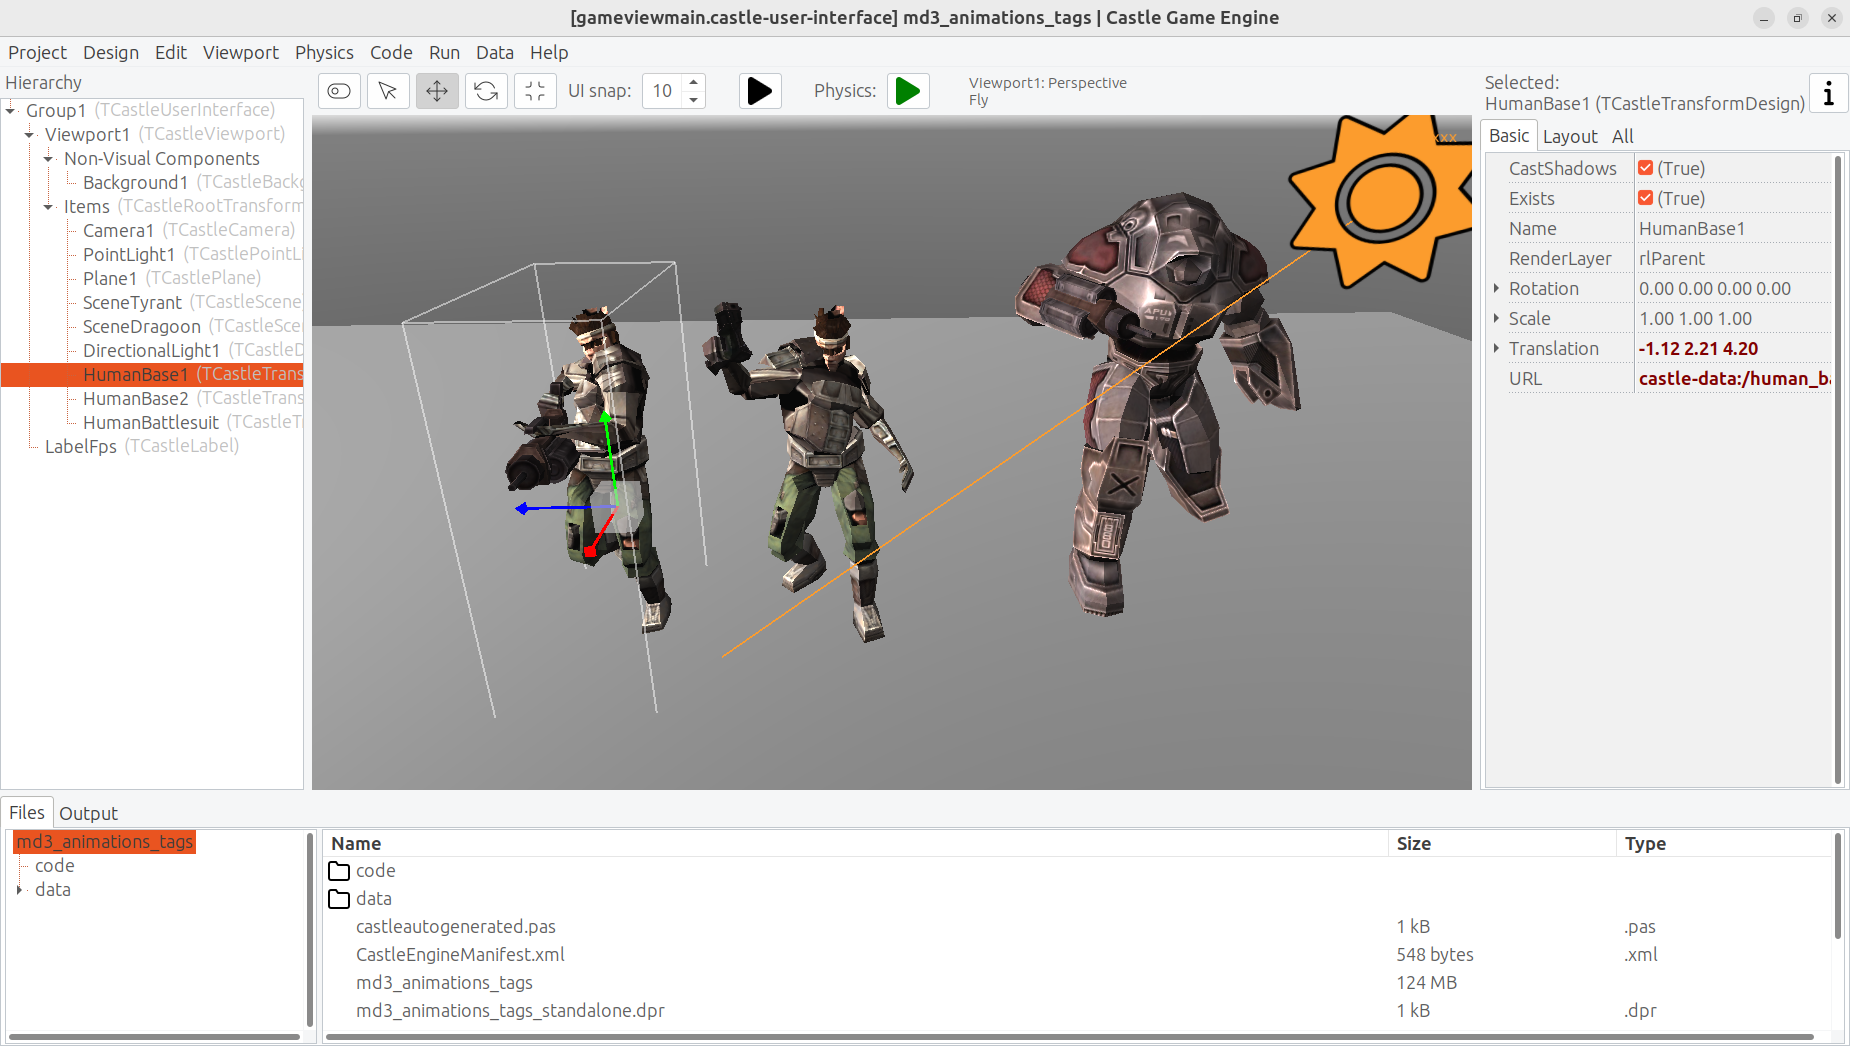 [gameviewmain.castle-user-interface] md3_animations_tags | Castle Game Engine
Project Design Edit Viewport Physics Code Run Data Help
Hierarchy
Group1 (TCastleUserInterface)
Viewport1 (TCastleViewport)
Non-Visual Components
Background1 (TCastleBackg
Items (TCastleRootTransform
Camera1 (TCastleCamera)
PointLight1 (TCastlePointLi
Plane1 (TCastlePlane)
SceneTyrant (TCastleScene
SceneDragoon (TCastleSce
DirectionalLight1 (TCastleD
HumanBase1 (TCastleTrans
HumanBase2 (TCastleTrans
HumanBattlesuit (TCastleT
LabelFps (TCastleLabel)
UI snap: 10
Physics:
Viewport1: Perspective
Fly
xxx
APU
Selected:
HumanBase1 (TCastleTransformDesign)
i
Basic Layout All
CastShadows (True)
Exists (True)
Name HumanBase1
RenderLayer rlParent
Rotation 0.00 0.00 0.00 0.00
Scale 1.00 1.00 1.00
Translation -1.12 2.21 4.20
URL castle-data:/human_ba
Files Output
md3_animations_tags
code
data
Name Size Type
code
data
castleautogenerated.pas 1 kB .pas
CastleEngineManifest.xml 548 bytes .xml
md3_animations_tags 124 MB
md3_animations_tags_standalone.dpr 1 kB .dpr